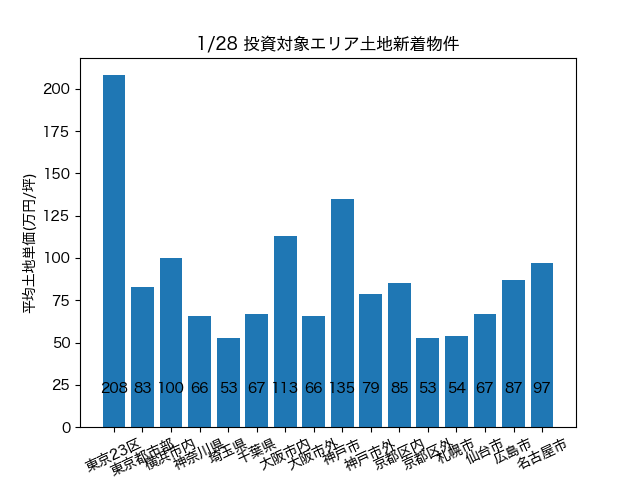 1/28 投資対象エリア土地新着物件
平均土地単価(万円/坪)
200
175
150
125
100
75
50
25
0
208 83 100 66 53 67 113 66 135 79 85 53 54 67 87 97
東京23区
東京都市部
横浜市内
神奈川県
埼玉県
千葉県
大阪市内
大阪市外
神戸市
神戸市外
京都区内
京都区外
札幌市
仙台市
広島市
名古屋市